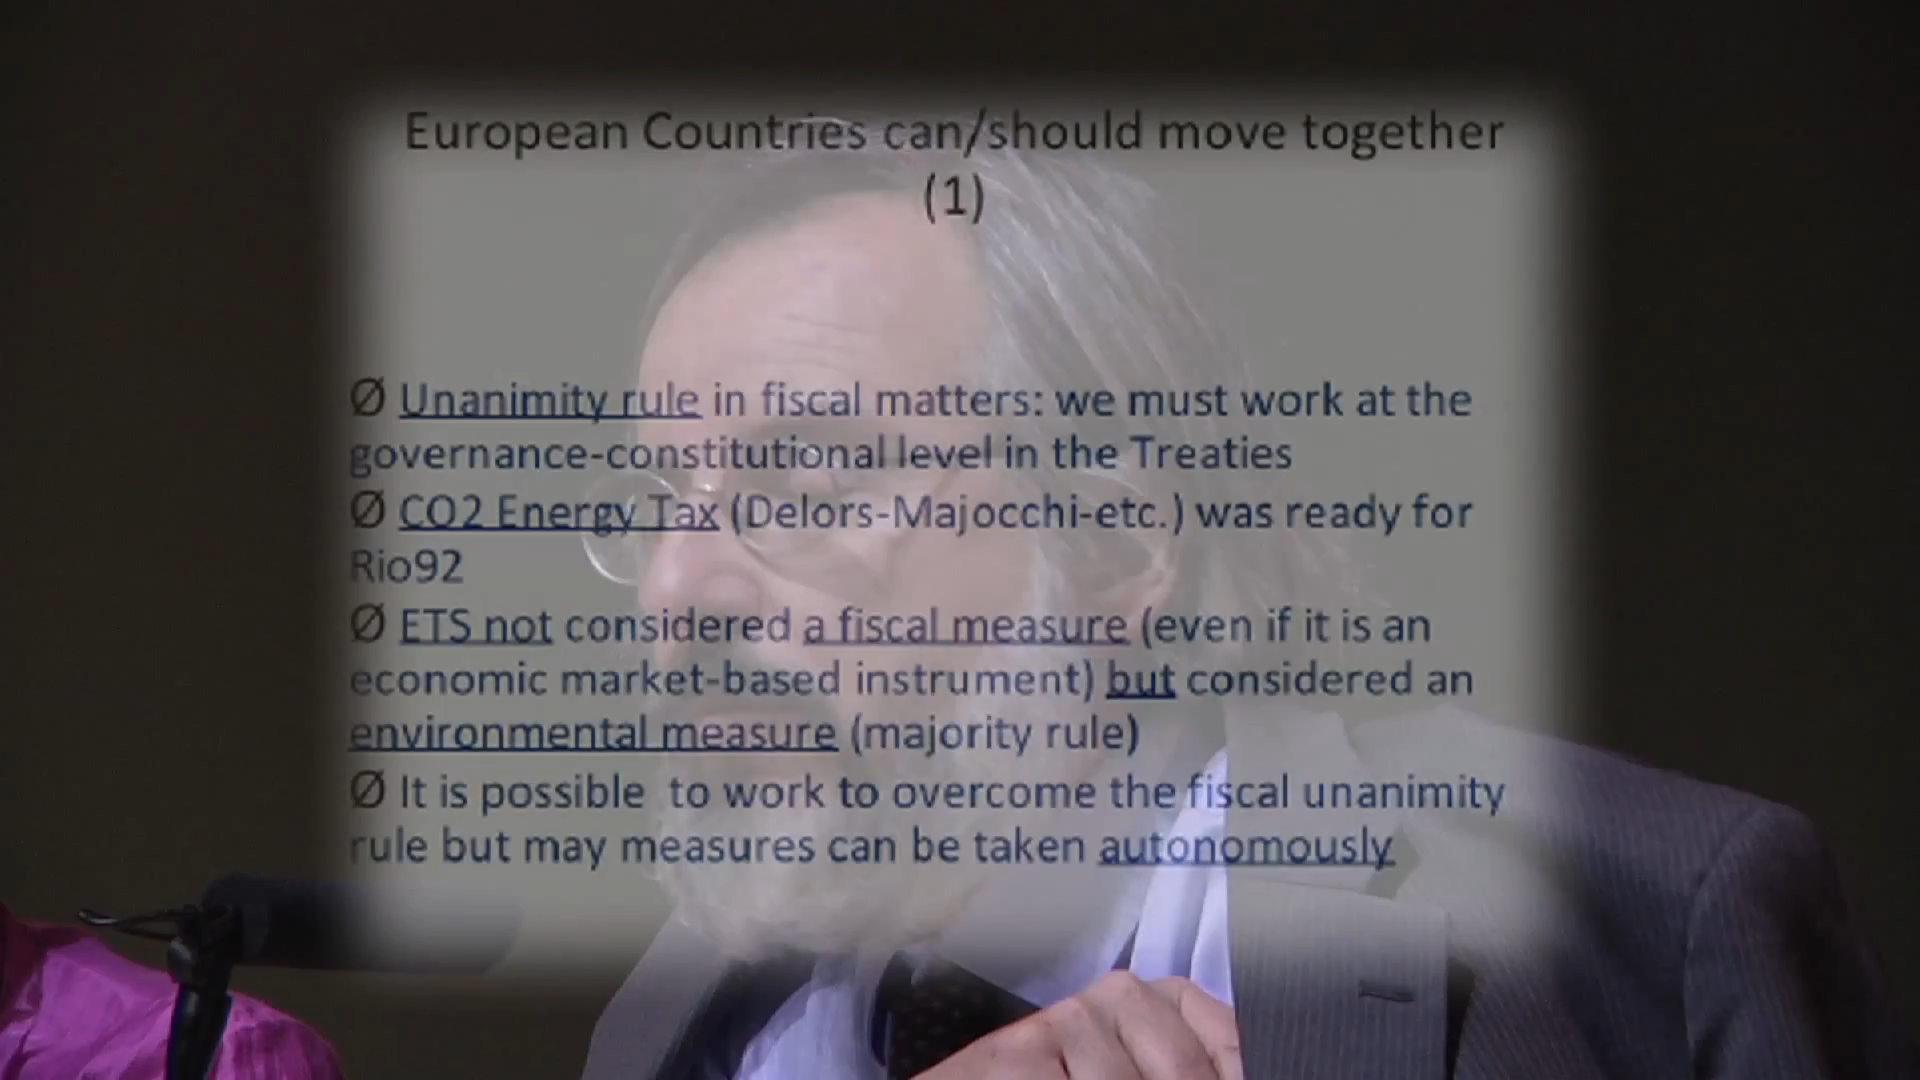 European Countries can/should move together
(1)
Ø Unanimity rule in fiscal matters: we must work at the
governance-constitutional level in the Treaties
Ø CO2 Energy Tax (Delors-Majocchi-etc.) was ready for
Rio92
Ø ETS not considered a fiscal measure (even if it is an
economic market-based instrument) but considered an
environmental measure (majority rule)
Ø It is possible  to work to overcome the fiscal unanimity
rule but may measures can be taken autonomously